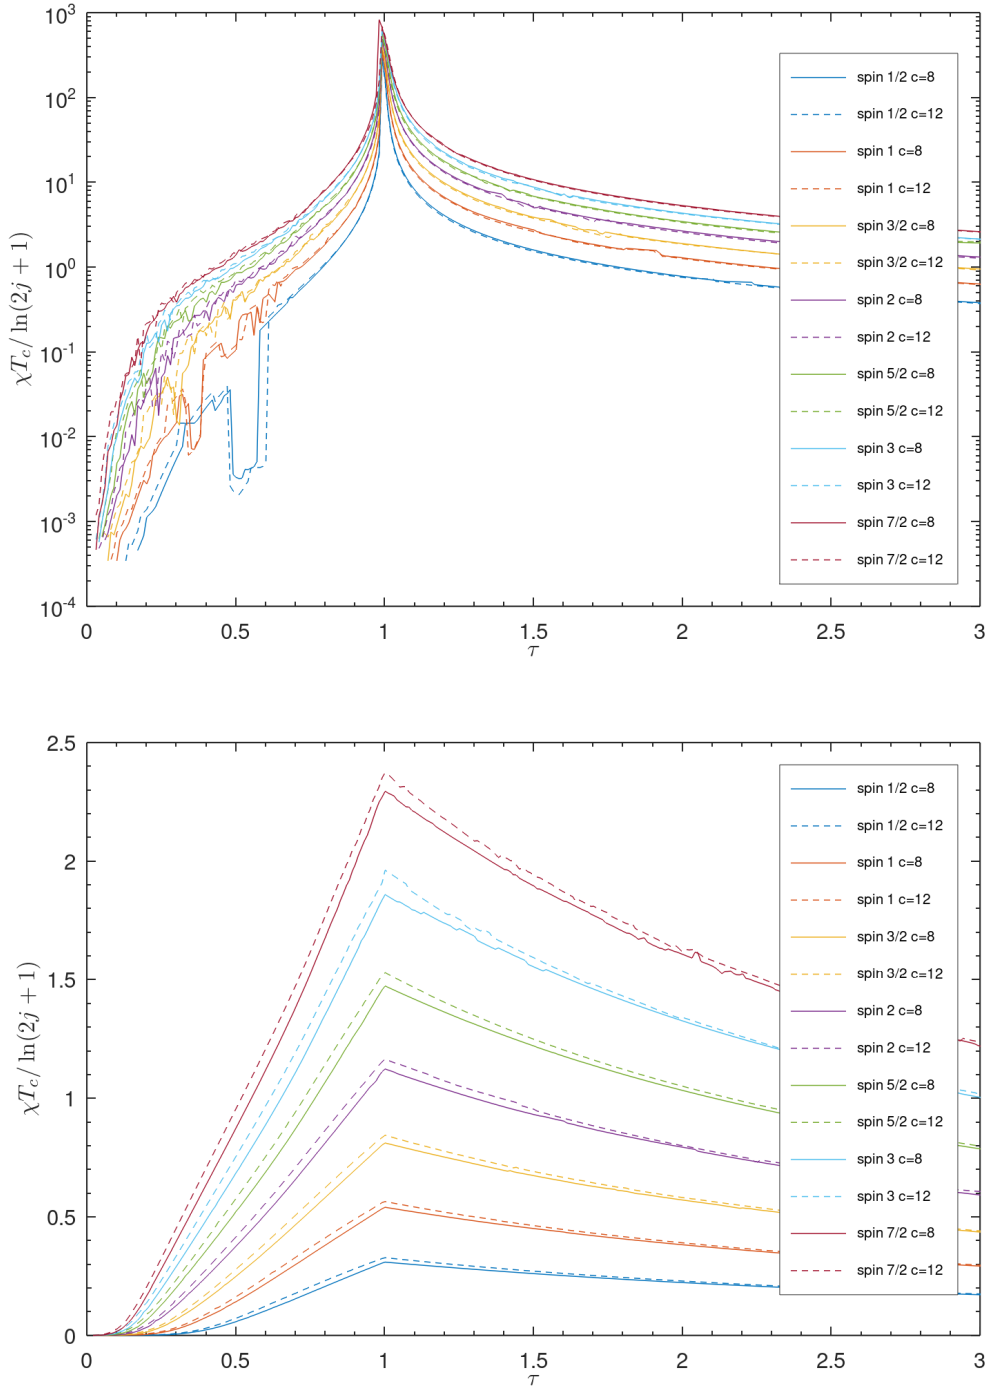 10^3
10^2
10^1
10^0
10^-1
10^-2
10^-3
10^-4
χT_c / ln(2j + 1)
0 0.5 1 1.5 2 2.5 3
τ
spin 1/2 c=8
spin 1/2 c=12
spin 1 c=8
spin 1 c=12
spin 3/2 c=8
spin 3/2 c=12
spin 2 c=8
spin 2 c=12
spin 5/2 c=8
spin 5/2 c=12
spin 3 c=8
spin 3 c=12
spin 7/2 c=8
spin 7/2 c=12
2.5
2
1.5
1
0.5
0
χT_c / ln(2j + 1)
0 0.5 1 1.5 2 2.5 3
τ
spin 1/2 c=8
spin 1/2 c=12
spin 1 c=8
spin 1 c=12
spin 3/2 c=8
spin 3/2 c=12
spin 2 c=8
spin 2 c=12
spin 5/2 c=8
spin 5/2 c=12
spin 3 c=8
spin 3 c=12
spin 7/2 c=8
spin 7/2 c=12